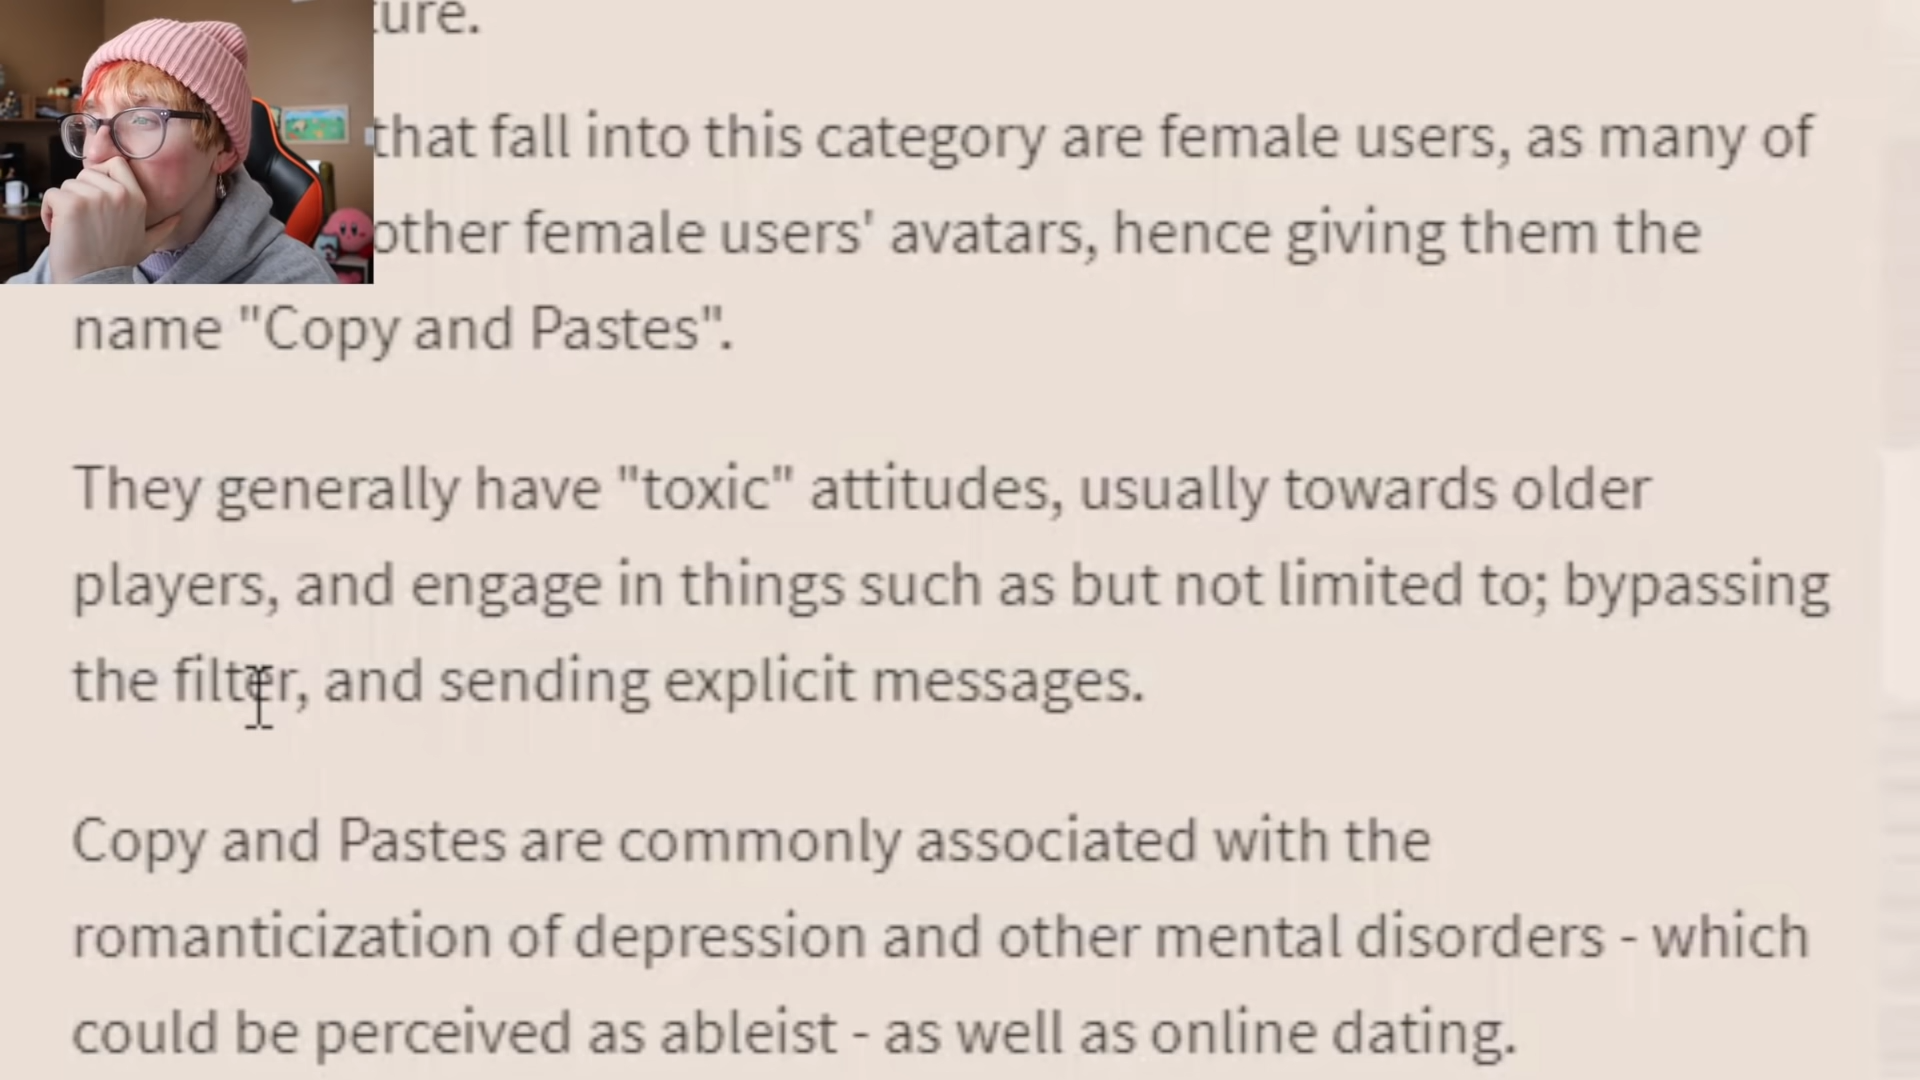 ture.
that fall into this category are female users, as many of
other female users' avatars, hence giving them the
name "Copy and Pastes".
They generally have "toxic" attitudes, usually towards older
players, and engage in things such as but not limited to; bypassing
the filter, and sending explicit messages.
Copy and Pastes are commonly associated with the
romanticization of depression and other mental disorders - which
could be perceived as ableist - as well as online dating.